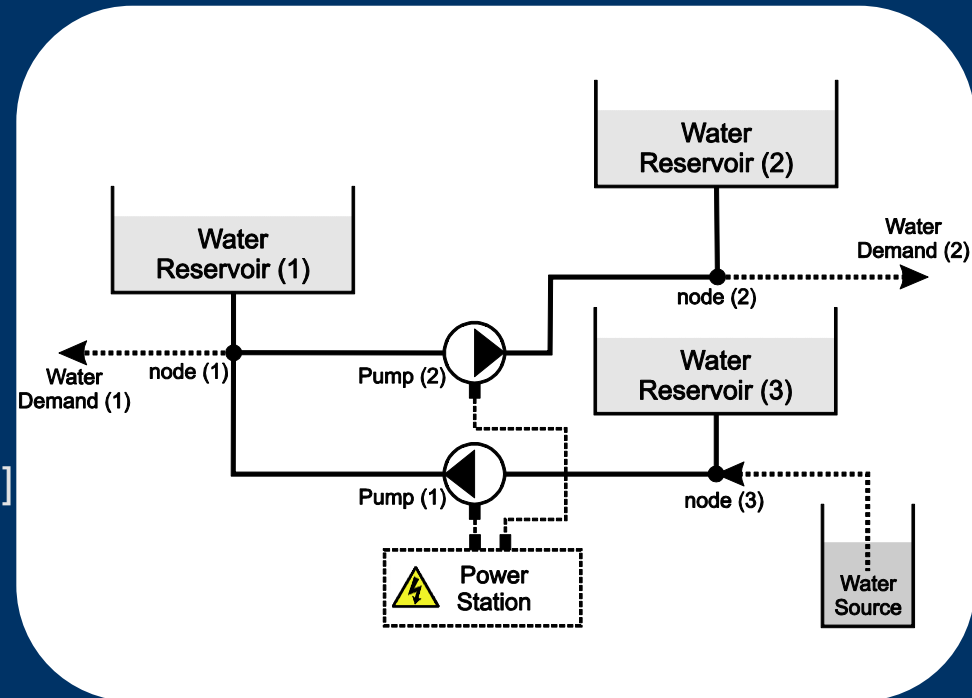 Water
Reservoir (2)
Water
Demand (2)
Water
Reservoir (1)
node (2)
node (1)
Pump (2)
Water
Demand (1)
Water
Reservoir (3)
]
Pump (1)
node (3)
Power
Station
Water
Source